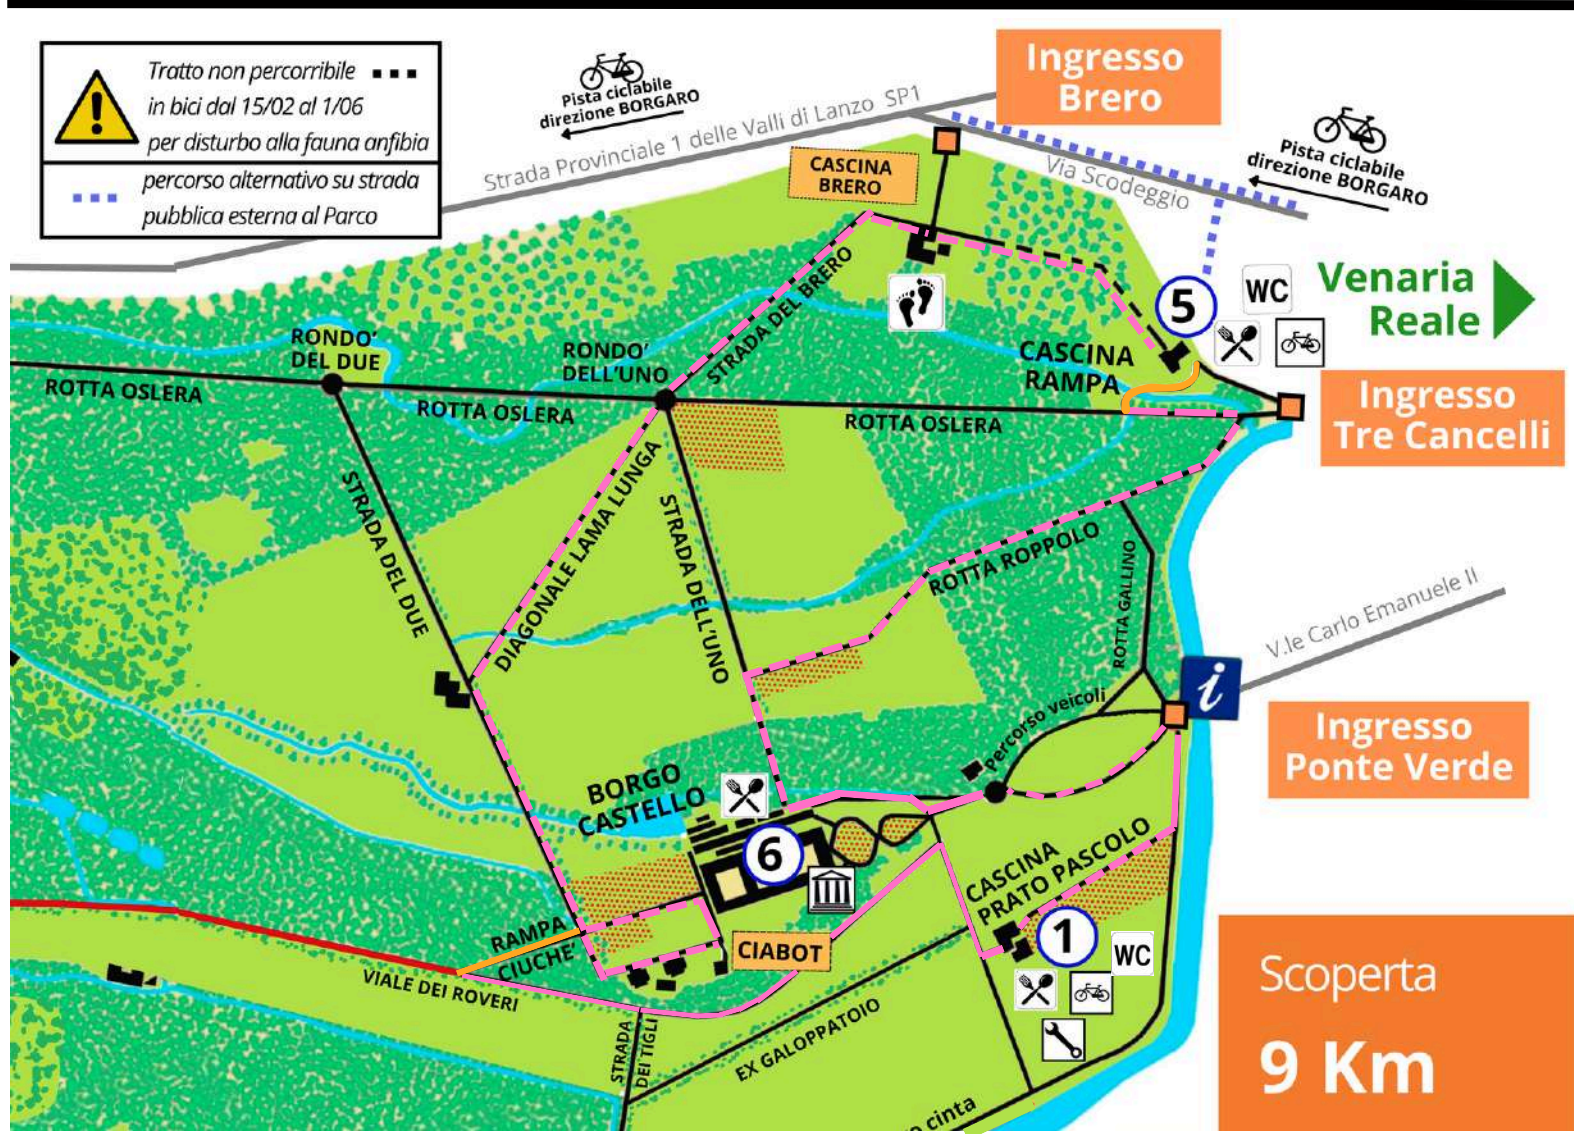 Tratto non percorribile
in bici dal 15/02 al 1/06
per disturbo alla fauna anfibia
percorso alternativo su strada
pubblica esterna al Parco
Pista ciclabile
direzione BORGARO
Strada Provinciale 1 delle Valli di Lanzo SP1
Ingresso
Brero
Pista ciclabile
direzione BORGARO
Via Scodeggio
CASCINA
BRERO
5
WC
Venaria
Reale
STRADA DEL BRERO
RONDO'
DEL DUE
RONDO'
DELL'UNO
CASCINA
RAMPA
ROTTA OSLERA
ROTTA OSLERA
ROTTA OSLERA
Ingresso
Tre Cancelli
STRADA DEL DUE
DIAGONALE LAMA LUNGA
STRADA DELL'UNO
ROTTA ROPPOLO
ROTTA GALLINO
V.le Carlo Emanuele II
i
Percorso veicoli
Ingresso
Ponte Verde
BORGO
CASTELLO
6
CASCINA
PRATO PASCOLO
1
WC
RAMPA
CIUCHE'
CIABOT
VIALE DEI ROVERI
STRADA
DEI TIGLI
EX GALOPPATOIO
o cinta
Scoperta
9 Km